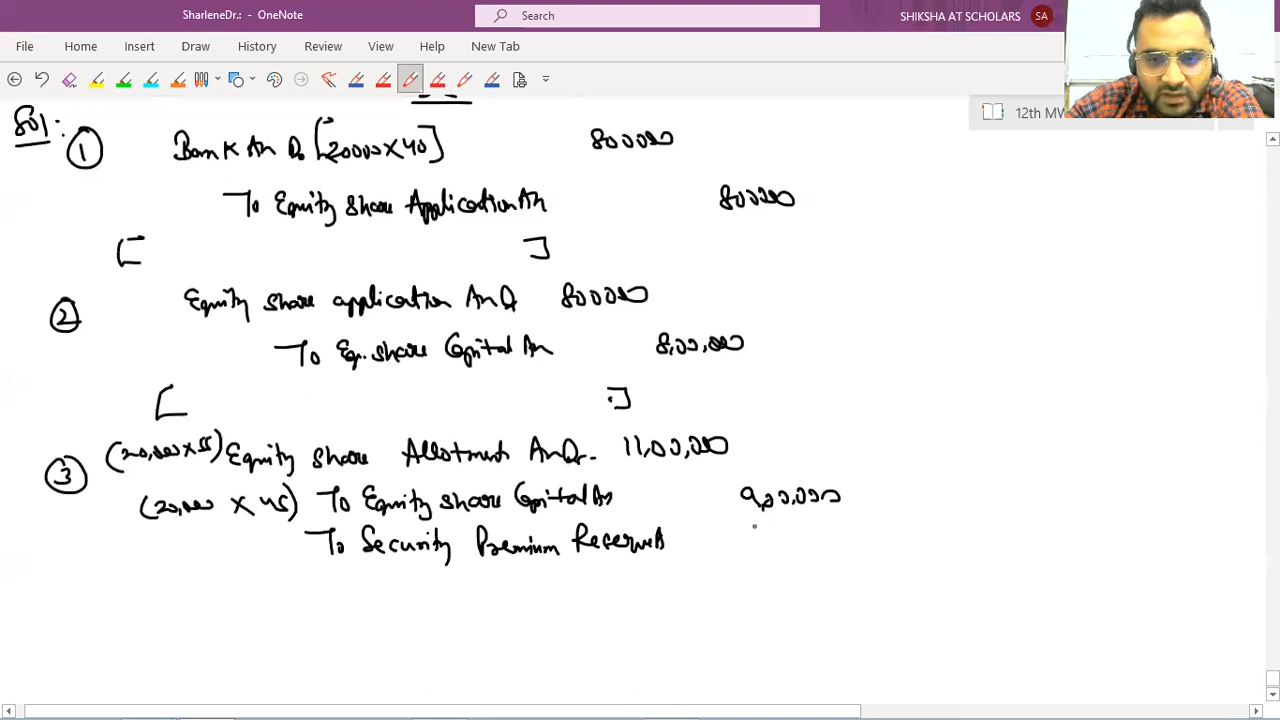 SharleneDr.: - OneNote
Search
SHIKSHA AT SCHOLARS SA
File Home Insert Draw History Review View Help New Tab
12th MW
Sol:
① Bank A/c Dr [20000 X 40] 800000
To Equity Share Application A/c 800000
[ ]
② Equity share application A/c Dr 800000
To Eq. share Capital A/c 8,00,000
[ ]
③ (20,000 X 55) Equity share Allotment A/c Dr. 11,00,000
(20,000 X 45) To Equity share Capital A/c 9,00,000
To Security Premium Reserve A